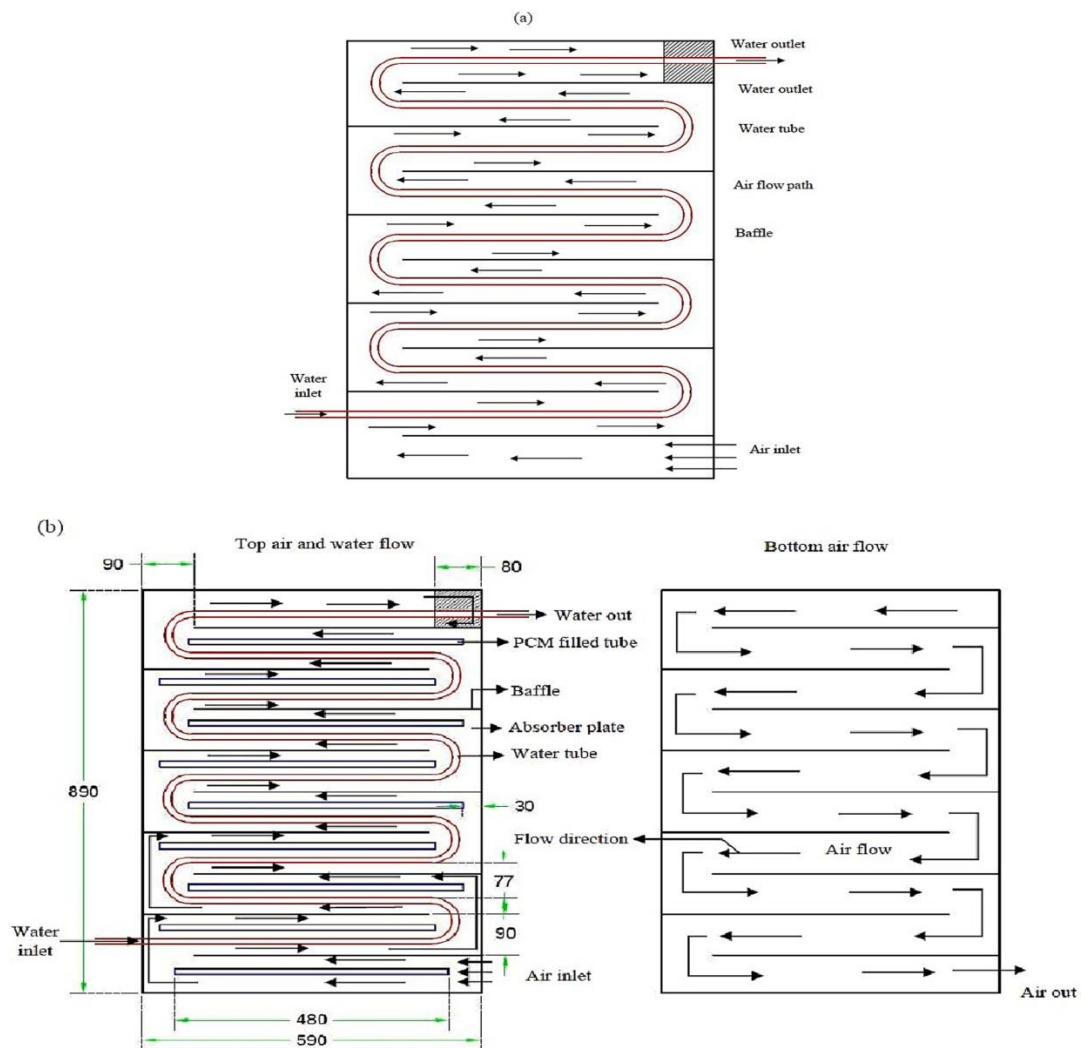 (a)
Water outlet
Water outlet
Water tube
Air flow path
Baffle
Water
inlet
Air inlet
(b)
Top air and water flow
Bottom air flow
90
80
Water out
PCM filled tube
Baffle
Absorber plate
Water tube
890
30
Flow direction
Air flow
77
90
Water
inlet
Air inlet
Air out
480
590